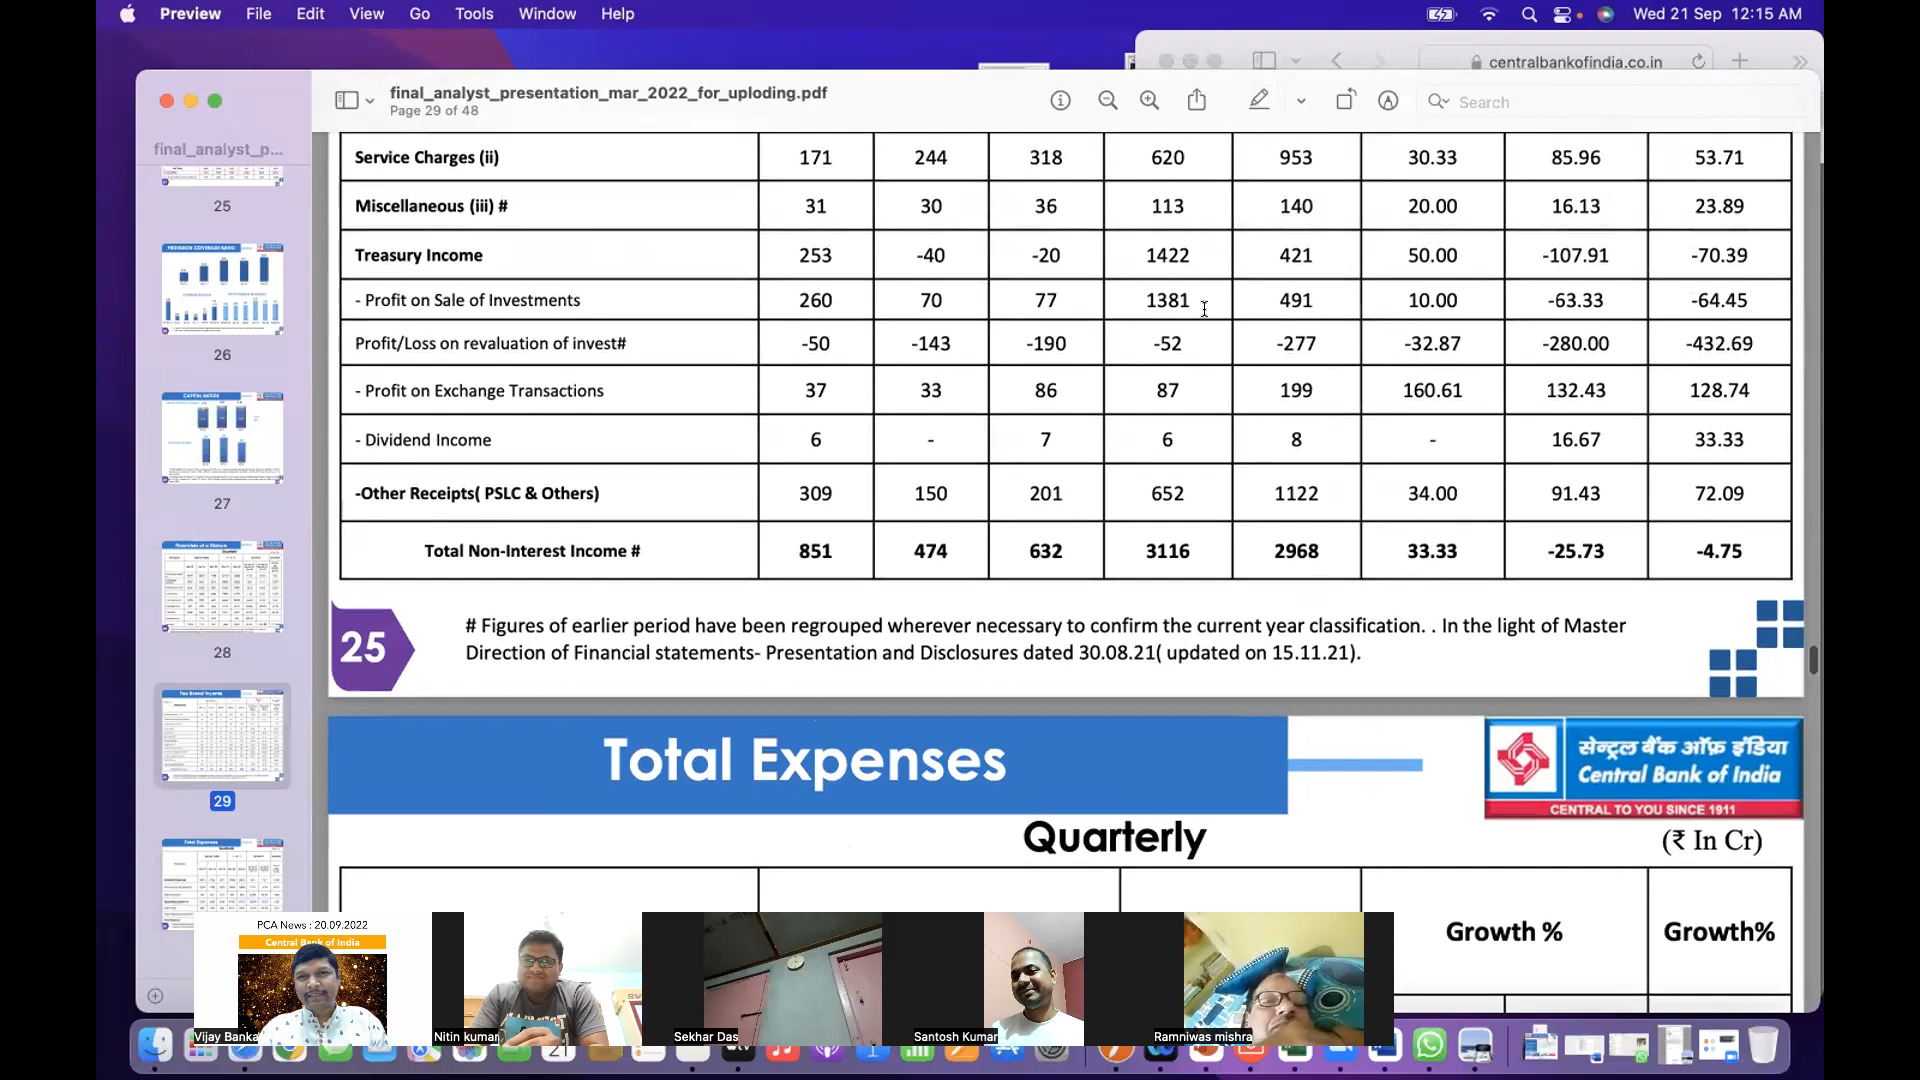 Preview File Edit View Go Tools Window Help
Wed 21 Sep 12:15 AM
centralbankofindia.co.in
final_analyst_presentation_mar_2022_for_uploding.pdf
Page 29 of 48
Search
final_analyst_p...
25
PROVISION COVERAGE RATIO
26
CAPITAL RATIOS
27
28
Fee Based Income
29
Total Expenses
Service Charges (ii) 171 244 318 620 953 30.33 85.96 53.71
Miscellaneous (iii) # 31 30 36 113 140 20.00 16.13 23.89
Treasury Income 253 -40 -20 1422 421 50.00 -107.91 -70.39
- Profit on Sale of Investments 260 70 77 1381 491 10.00 -63.33 -64.45
Profit/Loss on revaluation of invest# -50 -143 -190 -52 -277 -32.87 -280.00 -432.69
- Profit on Exchange Transactions 37 33 86 87 199 160.61 132.43 128.74
- Dividend Income 6 - 7 6 8 - 16.67 33.33
-Other Receipts( PSLC & Others) 309 150 201 652 1122 34.00 91.43 72.09
Total Non-Interest Income # 851 474 632 3116 2968 33.33 -25.73 -4.75
25
# Figures of earlier period have been regrouped wherever necessary to confirm the current year classification. . In the light of Master
Direction of Financial statements- Presentation and Disclosures dated 30.08.21( updated on 15.11.21).
Total Expenses
सेन्ट्रल बैंक ऑफ़ इंडिया
Central Bank of India
CENTRAL TO YOU SINCE 1911
Quarterly
(₹ In Cr)
Growth % Growth%
PCA News : 20.09.2022
Central Bank of India
Vijay Banka
Nitin kumar
Sekhar Das
Santosh Kumar
Ramniwas mishra
21